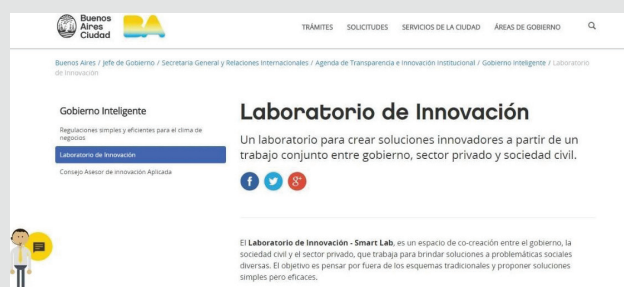 Buenos
Aires
Ciudad
BA
TRÁMITES SOLICITUDES SERVICIOS DE LA CIUDAD ÁREAS DE GOBIERNO
Buenos Aires / Jefe de Gobierno / Secretaría General y Relaciones Internacionales / Agenda de Transparencia e Innovación Institucional / Gobierno Inteligente / Laboratorio
de Innovación
Gobierno Inteligente
Regulaciones simples y eficientes para el clima de
negocios
Laboratorio de Innovación
Consejo Asesor de innovación Aplicada
Laboratorio de Innovación
Un laboratorio para crear soluciones innovadores a partir de un
trabajo conjunto entre gobierno, sector privado y sociedad civil.
El Laboratorio de Innovación - Smart Lab, es un espacio de co-creación entre el gobierno, la
sociedad civil y el sector privado, que trabaja para brindar soluciones a problemáticas sociales
diversas. El objetivo es pensar por fuera de los esquemas tradicionales y proponer soluciones
simples pero eficaces.